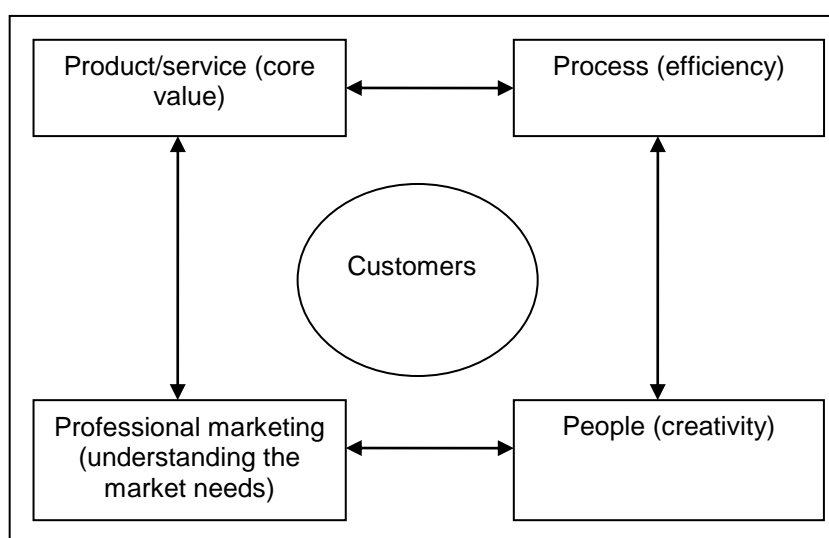 Product/service (core
value)
Process (efficiency)
Customers
Professional marketing
(understanding the
market needs)
People (creativity)